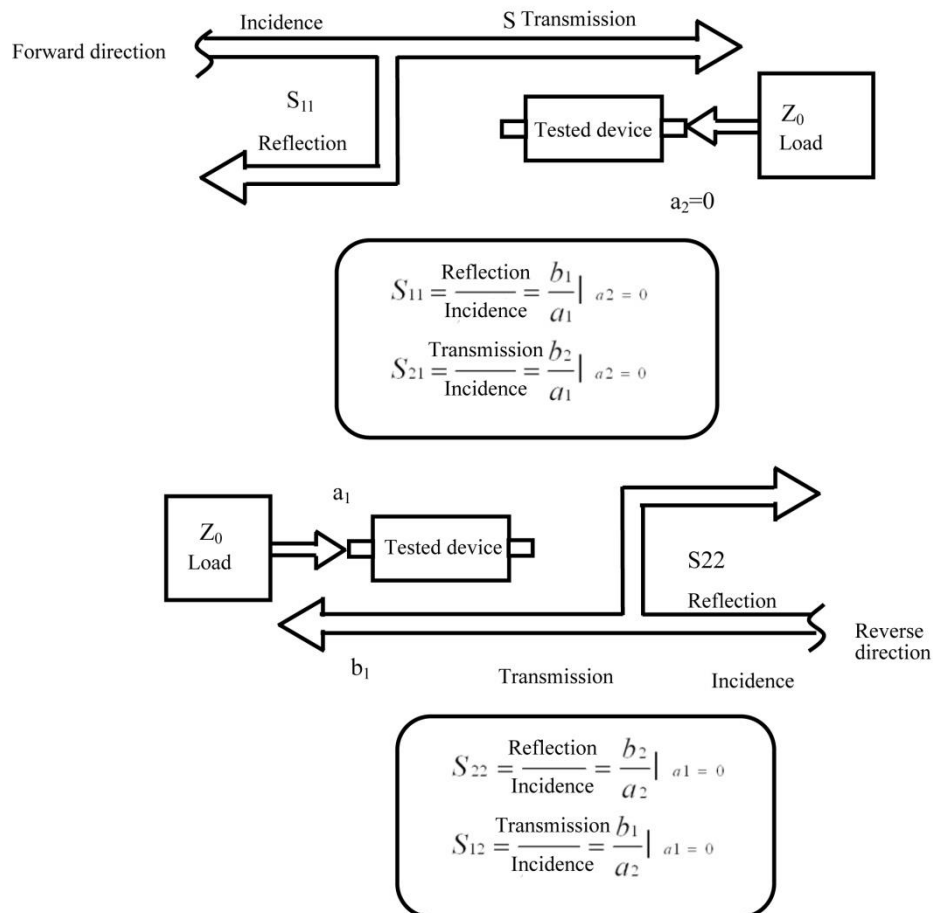 Incidence
S Transmission
Forward direction
S₁₁
Reflection
Tested device
Z₀
Load
a₂=0
S₁₁ = Reflection / Incidence = b₁ / a₁ | a2 = 0
S₂₁ = Transmission / Incidence = b₂ / a₁ | a2 = 0
a₁
Z₀
Load
Tested device
S22
Reflection
Reverse
direction
b₁
Transmission
Incidence
S₂₂ = Reflection / Incidence = b₂ / a₂ | a1 = 0
S₁₂ = Transmission / Incidence = b₁ / a₂ | a1 = 0